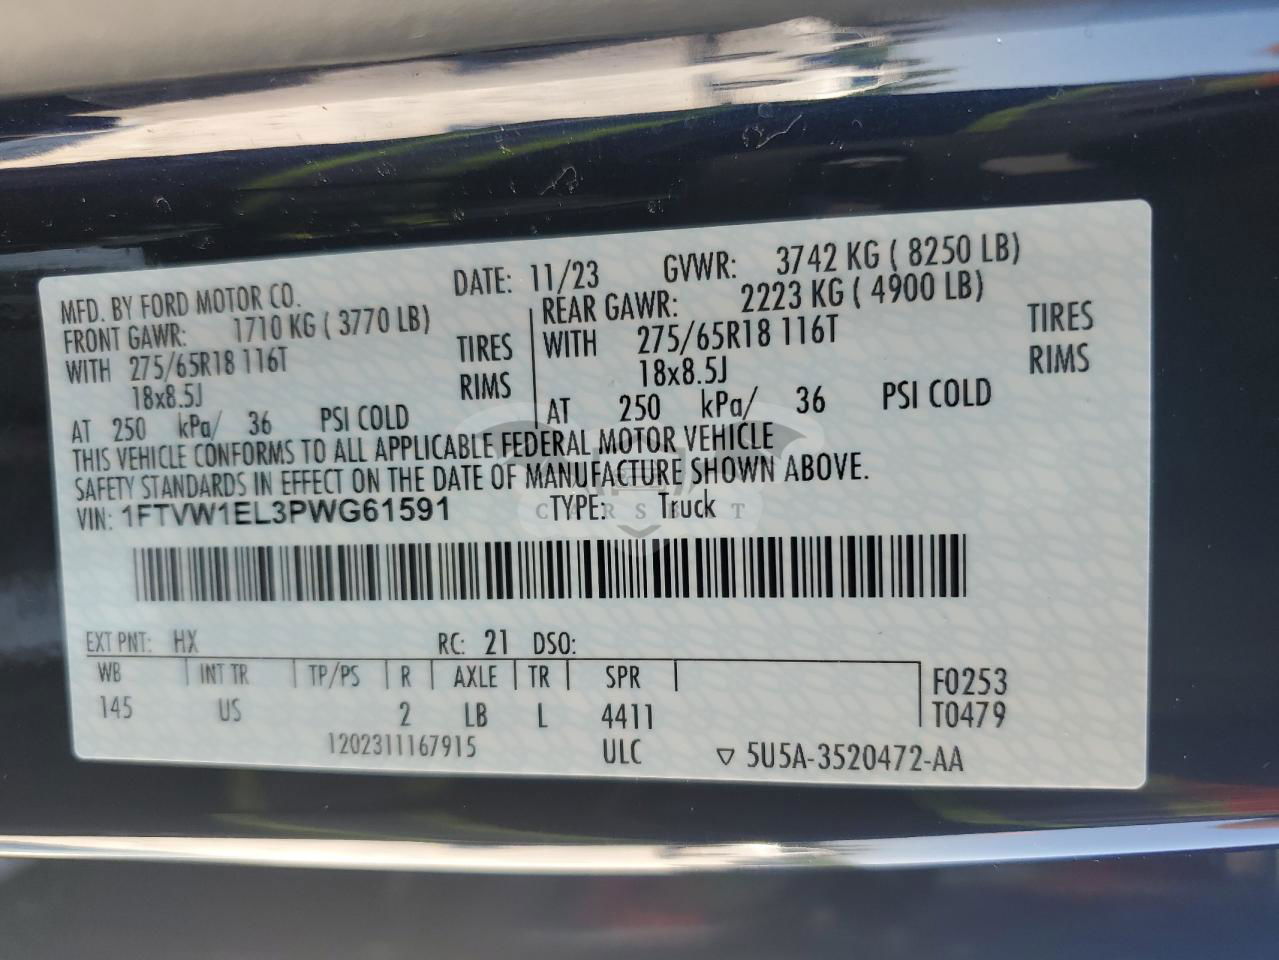 MFD. BY FORD MOTOR CO. DATE: 11/23 GVWR: 3742 KG ( 8250 LB)
FRONT GAWR: 1710 KG ( 3770 LB) REAR GAWR: 2223 KG ( 4900 LB)
WITH 275/65R18 116T TIRES WITH 275/65R18 116T TIRES
18x8.5J RIMS 18x8.5J RIMS
AT 250 kPa/ 36 PSI COLD AT 250 kPa/ 36 PSI COLD
THIS VEHICLE CONFORMS TO ALL APPLICABLE FEDERAL MOTOR VEHICLE
SAFETY STANDARDS IN EFFECT ON THE DATE OF MANUFACTURE SHOWN ABOVE.
VIN: 1FTVW1EL3PWG61591 TYPE: Truck
EXT PNT: HX RC: 21 DSO:
WB INT TR TP/PS R AXLE TR SPR F0253
145 US 2 LB L 4411 T0479
1202311167915 ULC ▽ 5U5A-3520472-AA